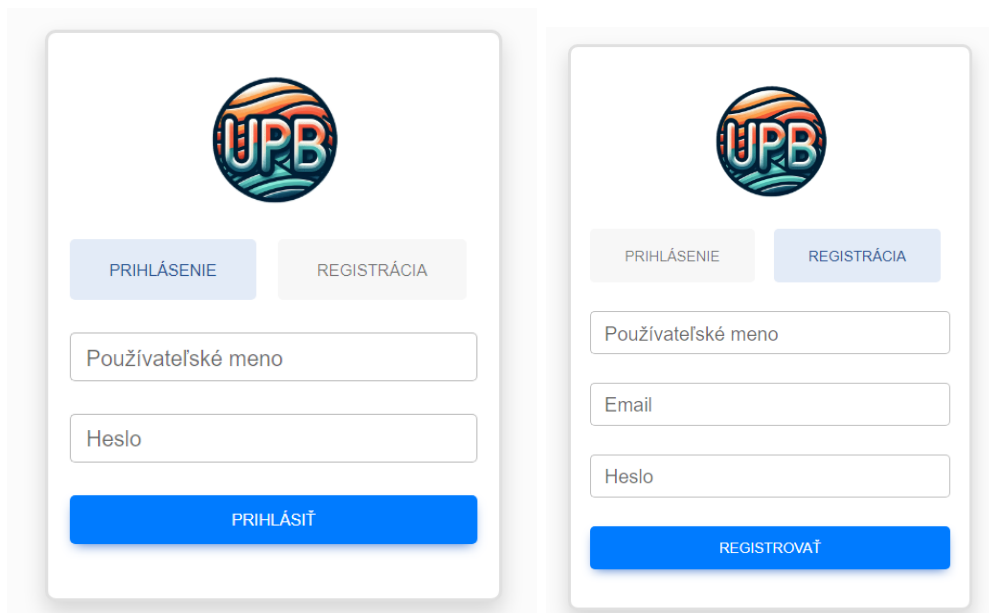 UPB
PRIHLÁSENIE
REGISTRÁCIA
Používateľské meno
Heslo
PRIHLÁSIŤ
UPB
PRIHLÁSENIE
REGISTRÁCIA
Používateľské meno
Email
Heslo
REGISTROVAŤ